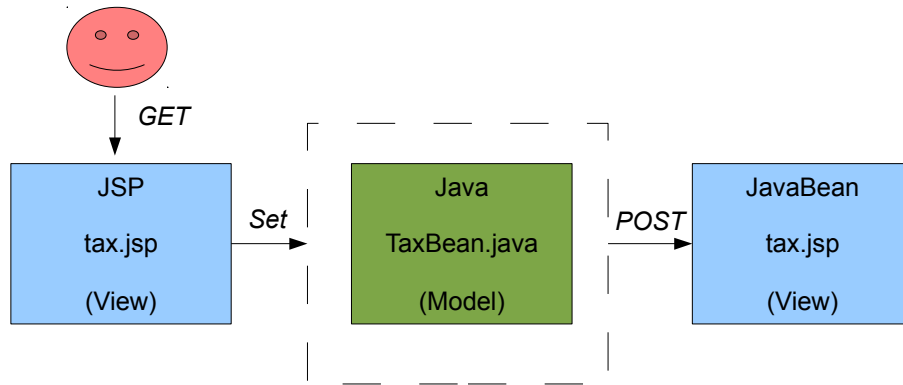 GET
JSP
tax.jsp
(View)
Set
Java
TaxBean.java
(Model)
POST
JavaBean
tax.jsp
(View)